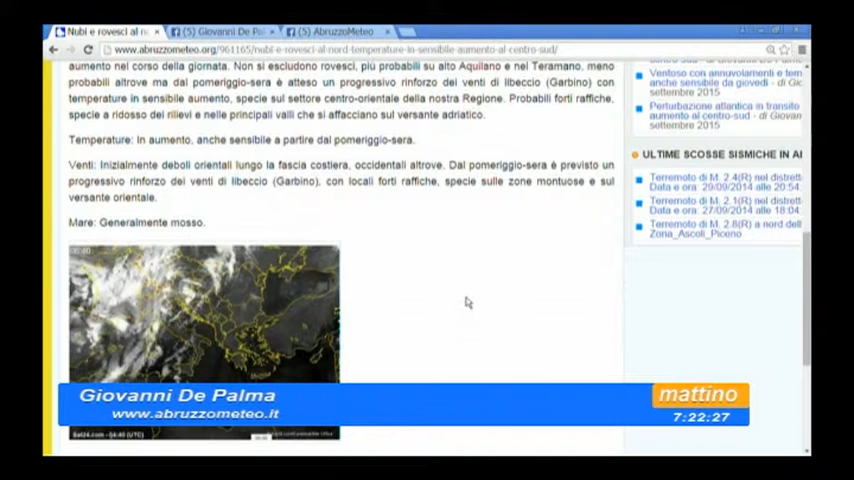 Nubi e rovesci al n
(5) Giovanni De Pa
(5) AbruzzoMeteo
www.abruzzometeo.org/961165/nubi-e-rovesci-al-nord-temperature-in-sensibile-aumento-al-centro-sud/
aumento nel corso della giornata. Non si escludono rovesci, più probabili su alto Aquilano e nel Teramano, meno
probabili altrove ma dal pomeriggio-sera è atteso un progressivo rinforzo dei venti di libeccio (Garbino) con
temperature in sensibile aumento, specie sul settore centro-orientale della nostra Regione. Probabili forti raffiche,
specie a ridosso dei rilievi e nelle principali valli che si affacciano sul versante adriatico.
Temperature: In aumento, anche sensibile a partire dal pomeriggio-sera.
Venti: Inizialmente deboli orientali lungo la fascia costiera, occidentali altrove. Dal pomeriggio-sera è previsto un
progressivo rinforzo dei venti di libeccio (Garbino), con locali forti raffiche, specie sulle zone montuose e sul
versante orientale.
Mare: Generalmente mosso.
Ventoso con annuvolamenti e tem
anche sensibile da giovedì - di Gio
settembre 2015
Perturbazione atlantica in transito
aumento al centro-sud - di Giovan
settembre 2015
ULTIME SCOSSE SISMICHE IN A
Terremoto di M. 2.4(R) nel distrett
Data e ora: 29/09/2014 alle 20:54
Terremoto di M. 2.1(R) nel distrett
Data e ora: 27/09/2014 alle 18:04
Terremoto di M. 2.8(R) a nord dell
Zona_Ascoli_Piceno
Giovanni De Palma
www.abruzzometeo.it
mattino
7:22:27
Sat24.com - 04:40 (UTC)